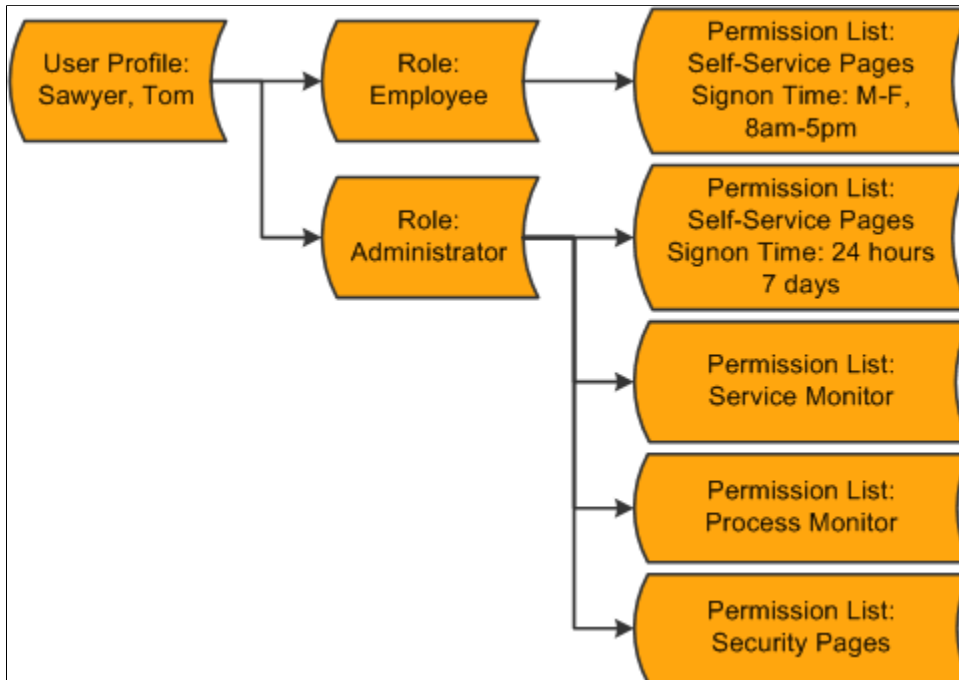 User Profile:
Sawyer, Tom
Role:
Employee
Permission List:
Self-Service Pages
Signon Time: M-F,
8am-5pm
Role:
Administrator
Permission List:
Self-Service Pages
Signon Time: 24 hours
7 days
Permission List:
Service Monitor
Permission List:
Process Monitor
Permission List:
Security Pages